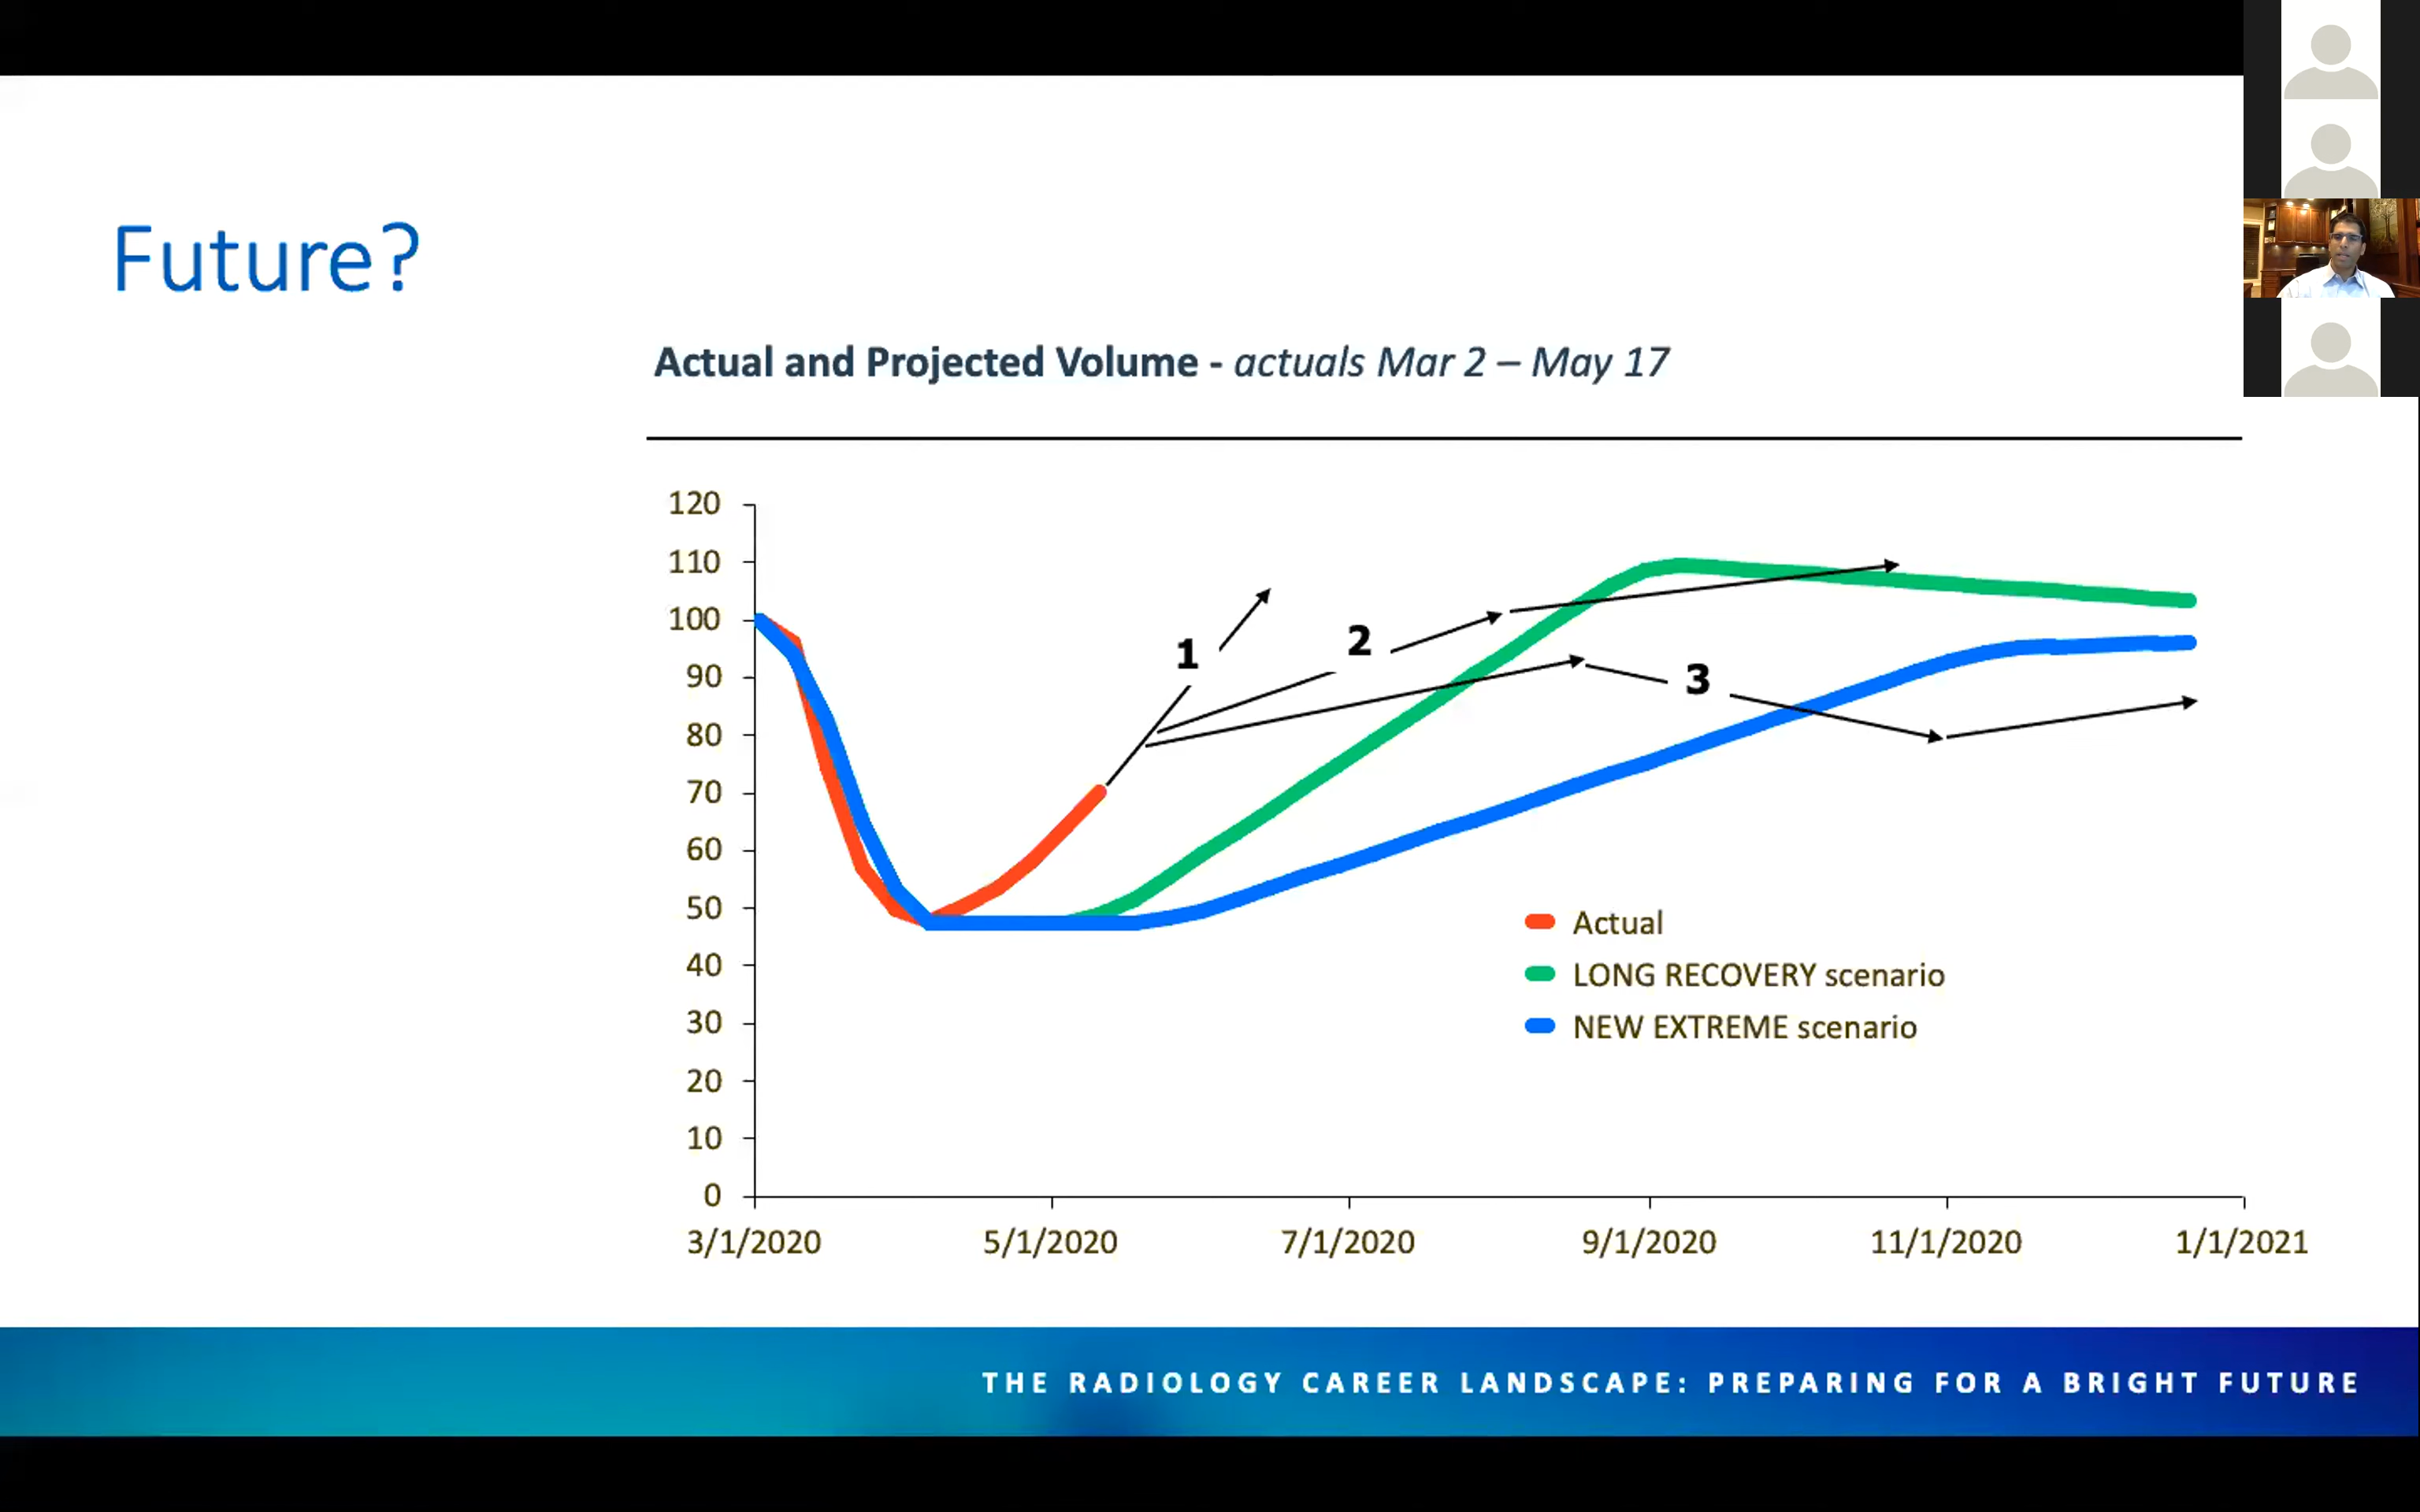 Future?
Actual and Projected Volume - actuals Mar 2 – May 17
120
110
100
90
80
70
60
50
40
30
20
10
0
1
2
3
Actual
LONG RECOVERY scenario
NEW EXTREME scenario
3/1/2020 5/1/2020 7/1/2020 9/1/2020 11/1/2020 1/1/2021
THE RADIOLOGY CAREER LANDSCAPE: PREPARING FOR A BRIGHT FUTURE